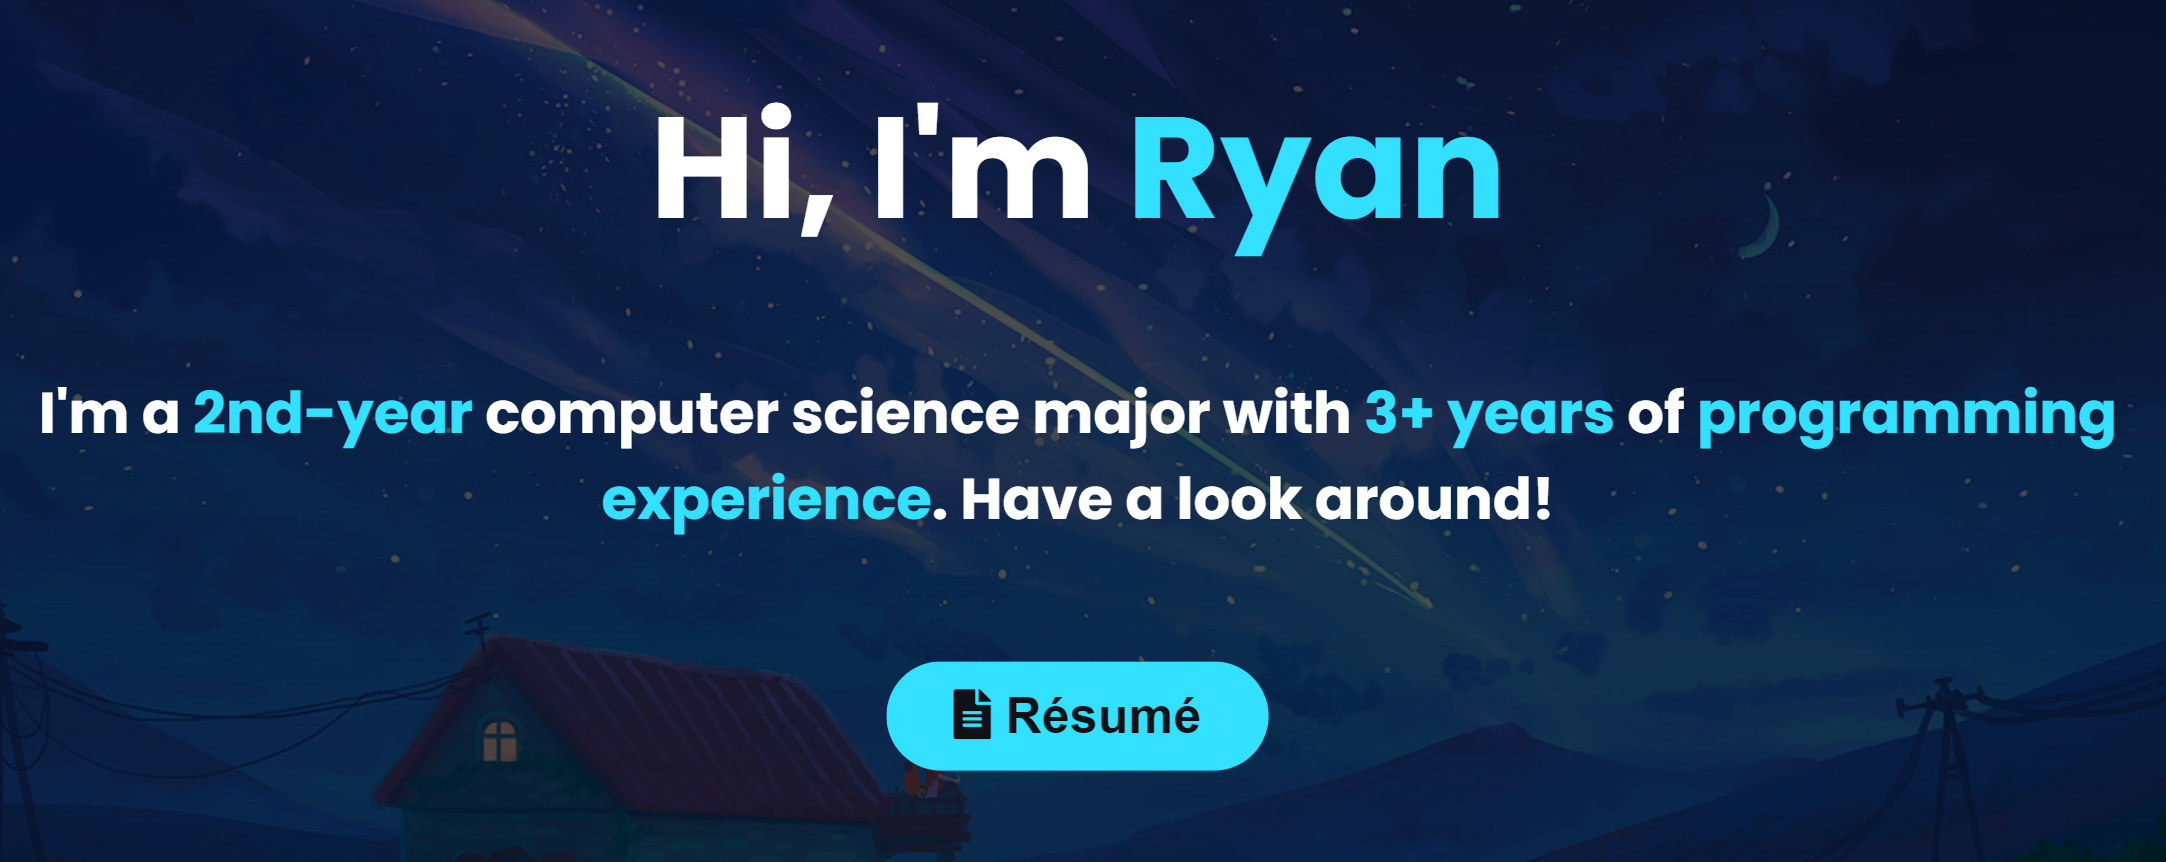 Hi, I'm Ryan
I'm a 2nd-year computer science major with 3+ years of programming
experience. Have a look around!
Résumé